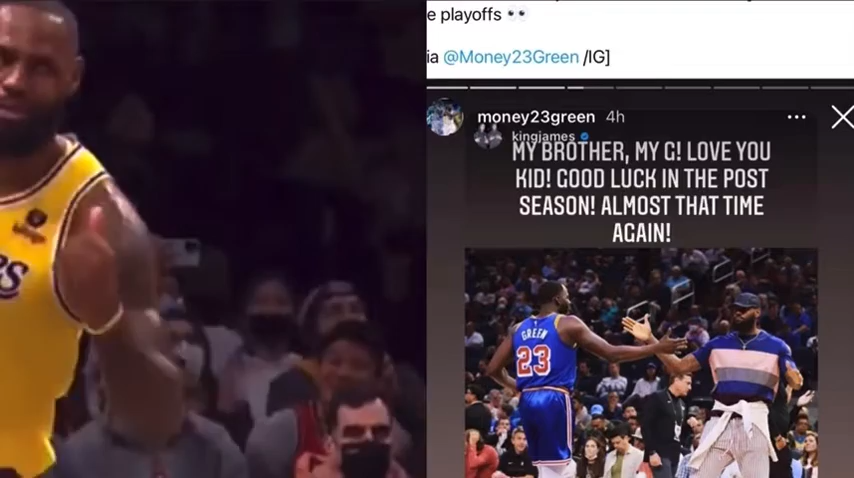 e playoffs 👀
ia @Money23Green /IG]
money23green 4h
kingjames
MY BROTHER, MY G! LOVE YOU
KID! GOOD LUCK IN THE POST
SEASON! ALMOST THAT TIME
AGAIN!
GREEN
23
RS